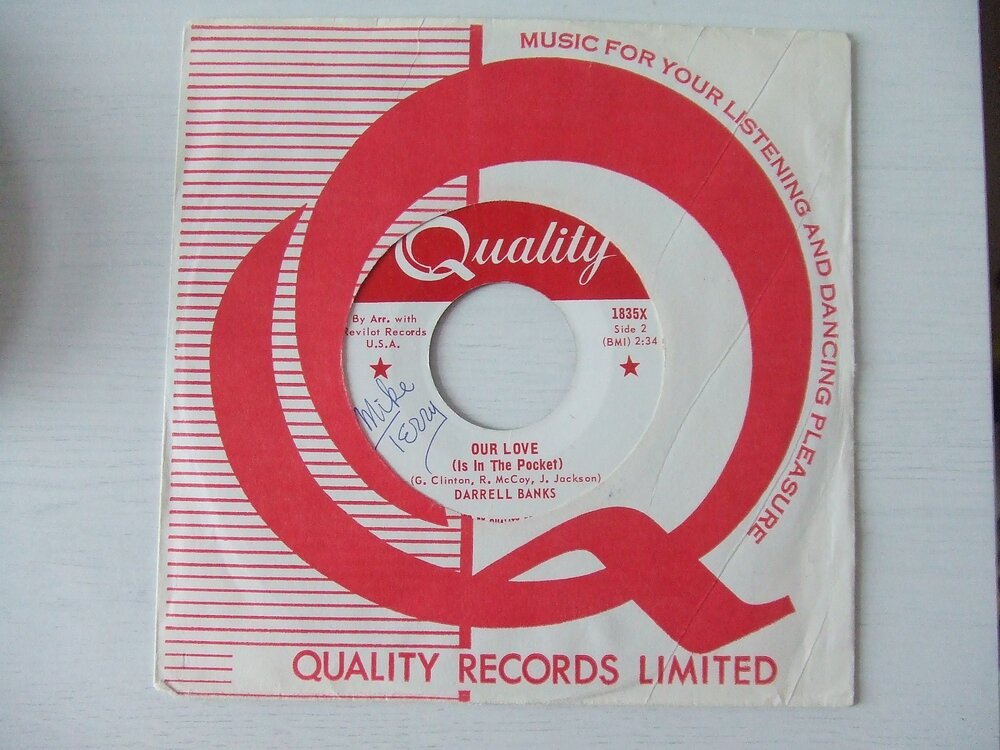 MUSIC FOR YOUR LISTENING AND DANCING PLEASURE
Quality
By Arr. with
Revilot Records
U.S.A.
1835X
Side 2
(BMI) 2:34
Mike
Terry
OUR LOVE
(Is In The Pocket)
(G. Clinton, R. McCoy, J. Jackson)
DARRELL BANKS
QUALITY RECORDS LIMITED